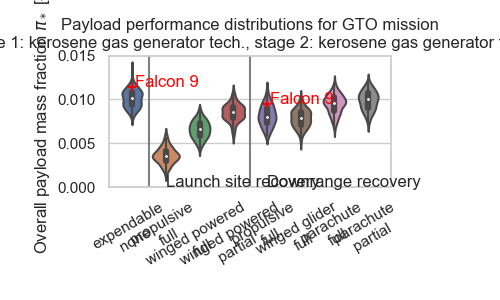 Payload performance distributions for GTO mission
e 1: kerosene gas generator tech., stage 2: kerosene gas generator
Overall payload mass fraction π* [
0.015
0.010
0.005
0.000
Falcon 9
Falcon 9
Launch site recovery
Downrange recovery
expendable
none
propulsive
full
winged powered
full
winged powered
partial
propulsive
full
winged glider
full
parachute
full
parachute
partial